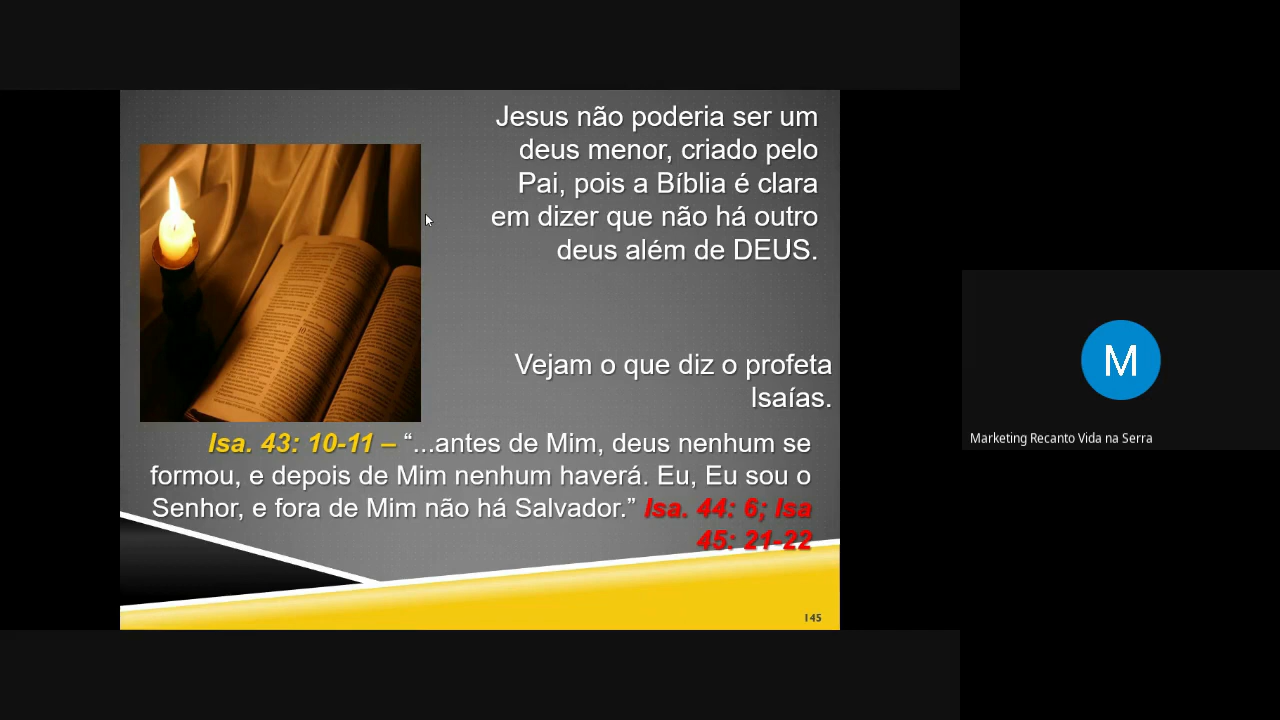 Jesus não poderia ser um
deus menor, criado pelo
Pai, pois a Bíblia é clara
em dizer que não há outro
deus além de DEUS.
Vejam o que diz o profeta
Isaías.
Isa. 43: 10-11 – “...antes de Mim, deus nenhum se
formou, e depois de Mim nenhum haverá. Eu, Eu sou o
Senhor, e fora de Mim não há Salvador.” Isa. 44: 6; Isa
45: 21-22
145
M
Marketing Recanto Vida na Serra